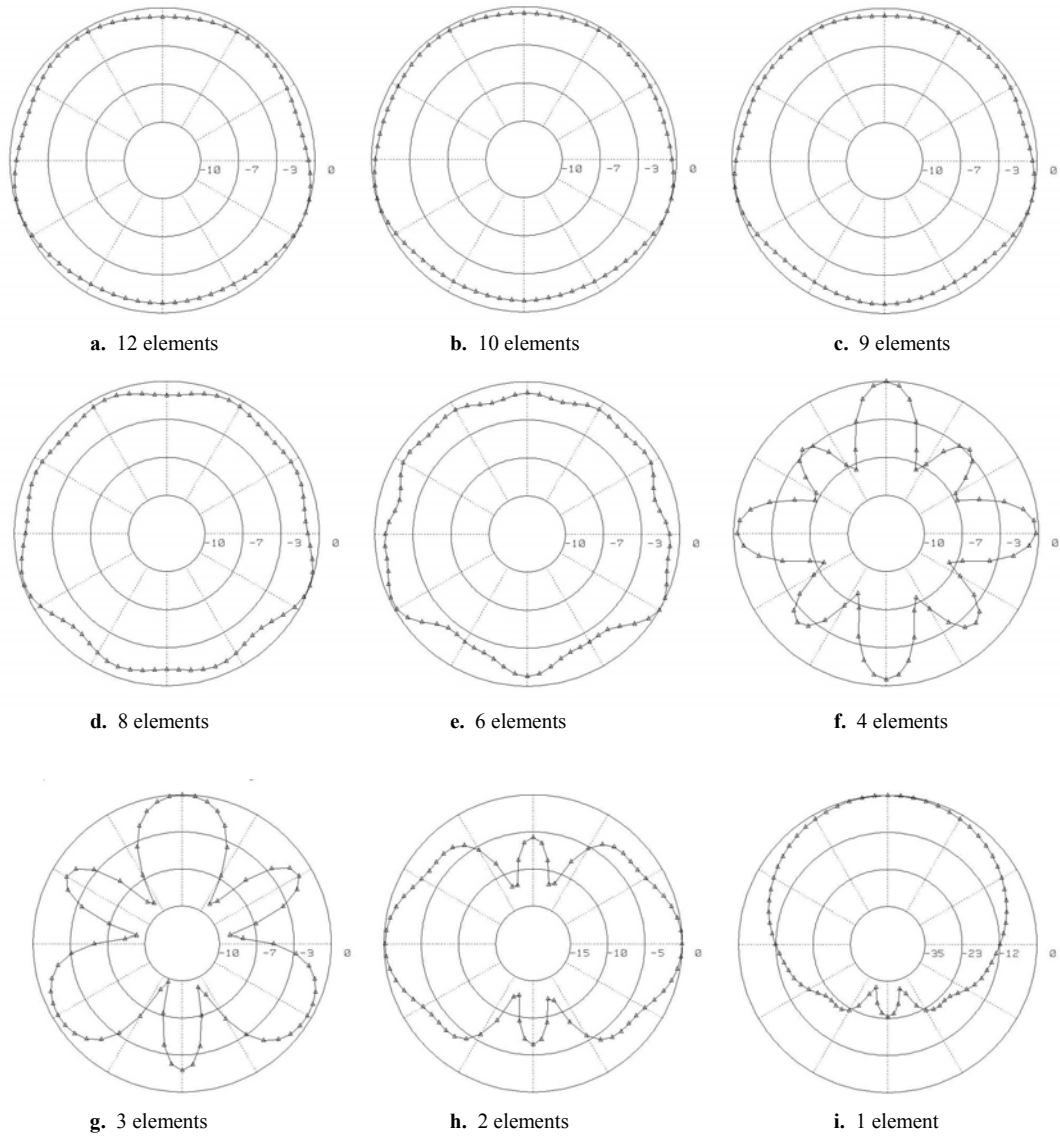 -10 -7 -3 0
-10 -7 -3 0
-10 -7 -3 0
a. 12 elements
b. 10 elements
c. 9 elements
-10 -7 -3 0
-10 -7 -3 0
-10 -7 -3 0
d. 8 elements
e. 6 elements
f. 4 elements
-10 -7 -3 0
-15 -10 -5 0
-35 -23 -12 0
g. 3 elements
h. 2 elements
i. 1 element